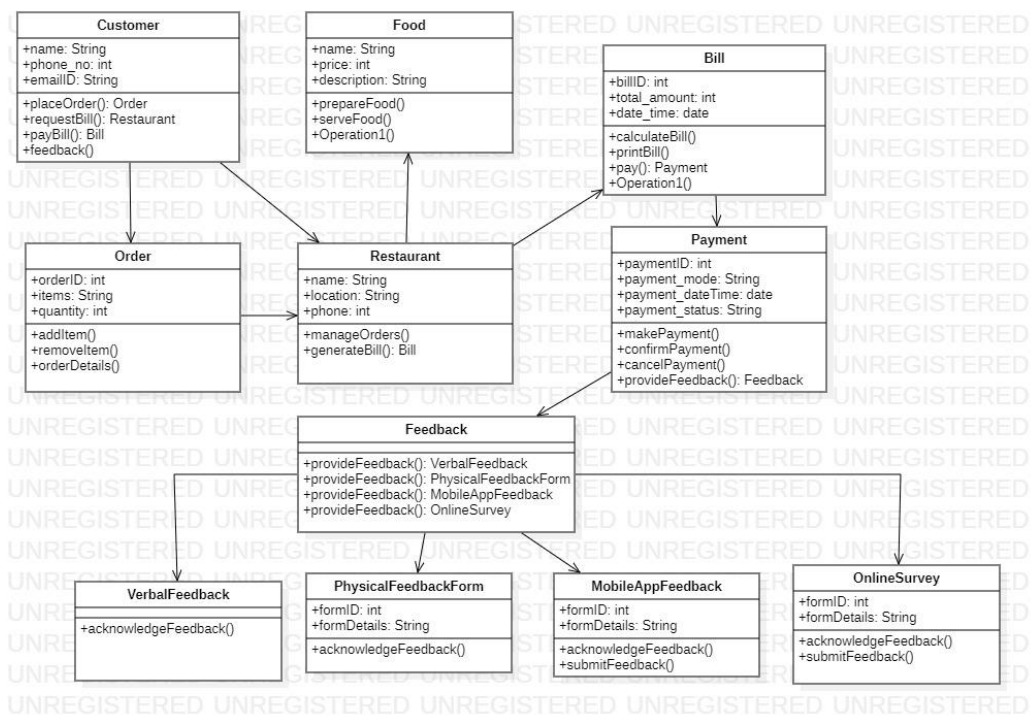 Customer
+name: String
+phone_no: int
+emailID: String
+placeOrder(): Order
+requestBill(): Restaurant
+payBill(): Bill
+feedback()
Food
+name: String
+price: int
+description: String
+prepareFood()
+serveFood()
+Operation1()
Bill
+billID: int
+total_amount: int
+date_time: date
+calculateBill()
+printBill()
+pay(): Payment
+Operation1()
Order
+orderID: int
+items: String
+quantity: int
+addItem()
+removeItem()
+orderDetails()
Restaurant
+name: String
+location: String
+phone: int
+manageOrders()
+generateBill(): Bill
Payment
+paymentID: int
+payment_mode: String
+payment_dateTime: date
+payment_status: String
+makePayment()
+confirmPayment()
+cancelPayment()
+provideFeedback(): Feedback
Feedback
+provideFeedback(): VerbalFeedback
+provideFeedback(): PhysicalFeedbackForm
+provideFeedback(): MobileAppFeedback
+provideFeedback(): OnlineSurvey
VerbalFeedback
+acknowledgeFeedback()
PhysicalFeedbackForm
+formID: int
+formDetails: String
+acknowledgeFeedback()
MobileAppFeedback
+formID: int
+formDetails: String
+acknowledgeFeedback()
+submitFeedback()
OnlineSurvey
+formID: int
+formDetails: String
+acknowledgeFeedback()
+submitFeedback()
UNREGISTERED